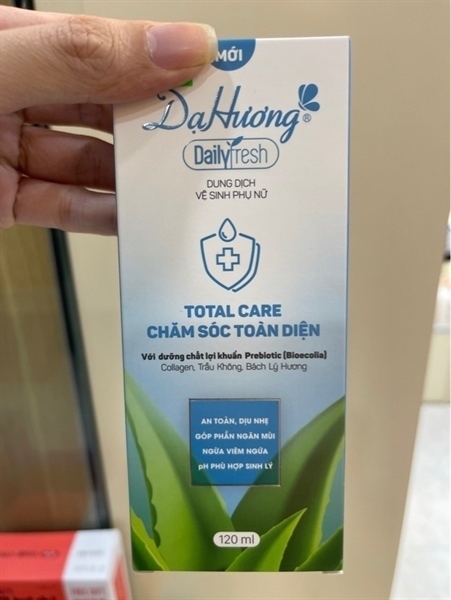 MỚI
DạHương®
Dailyfresh
DUNG DỊCH
VỆ SINH PHỤ NỮ
TOTAL CARE
CHĂM SÓC TOÀN DIỆN
Với dưỡng chất lợi khuẩn Prebiotic (Bioecolia)
Collagen, Trầu Không, Bách Lý Hương
AN TOÀN, DỊU NHẸ
GÓP PHẦN NGĂN MÙI
NGỪA VIÊM NGỨA
pH PHÙ HỢP SINH LÝ
120 ml